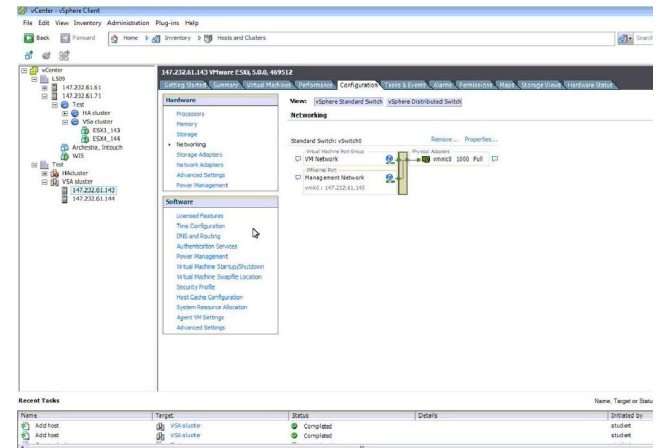 vCenter - vSphere Client
File Edit View Inventory Administration Plug-ins Help
Back Forward Home Inventory Hosts and Clusters Search
vCenter
LS09
147.232.61.61
147.232.61.71
Test
HA cluster
VSa cluster
ESX3_143
ESX4_144
Archestra, Intouch
WIS
Test
HAcluster
VSA sluster
147.232.61.143
147.232.61.144
147.232.61.143 VMware ESXi, 5.0.0, 469512
Getting Started Summary Virtual Machines Performance Configuration Tasks & Events Alarms Permissions Maps Storage Views Hardware Status
Hardware
Processors
Memory
Storage
Networking
Storage Adapters
Network Adapters
Advanced Settings
Power Management
Software
Licensed Features
Time Configuration
DNS and Routing
Authentication Services
Power Management
Virtual Machine Startup/Shutdown
Virtual Machine Swapfile Location
Security Profile
Host Cache Configuration
System Resource Allocation
Agent VM Settings
Advanced Settings
View: vSphere Standard Switch vSphere Distributed Switch
Networking
Standard Switch: vSwitch0 Remove... Properties...
Virtual Machine Port Group Physical Adapters
VM Network vmnic0 1000 Full
VMkernel Port
Management Network
vmk0 : 147.232.61.143
Recent Tasks Name, Target or Statu
Name Target Status Details Initiated by
Add host VSA sluster Completed student
Add host VSA sluster Completed student